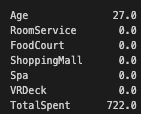 Age 27.0
RoomService 0.0
FoodCourt 0.0
ShoppingMall 0.0
Spa 0.0
VRDeck 0.0
TotalSpent 722.0